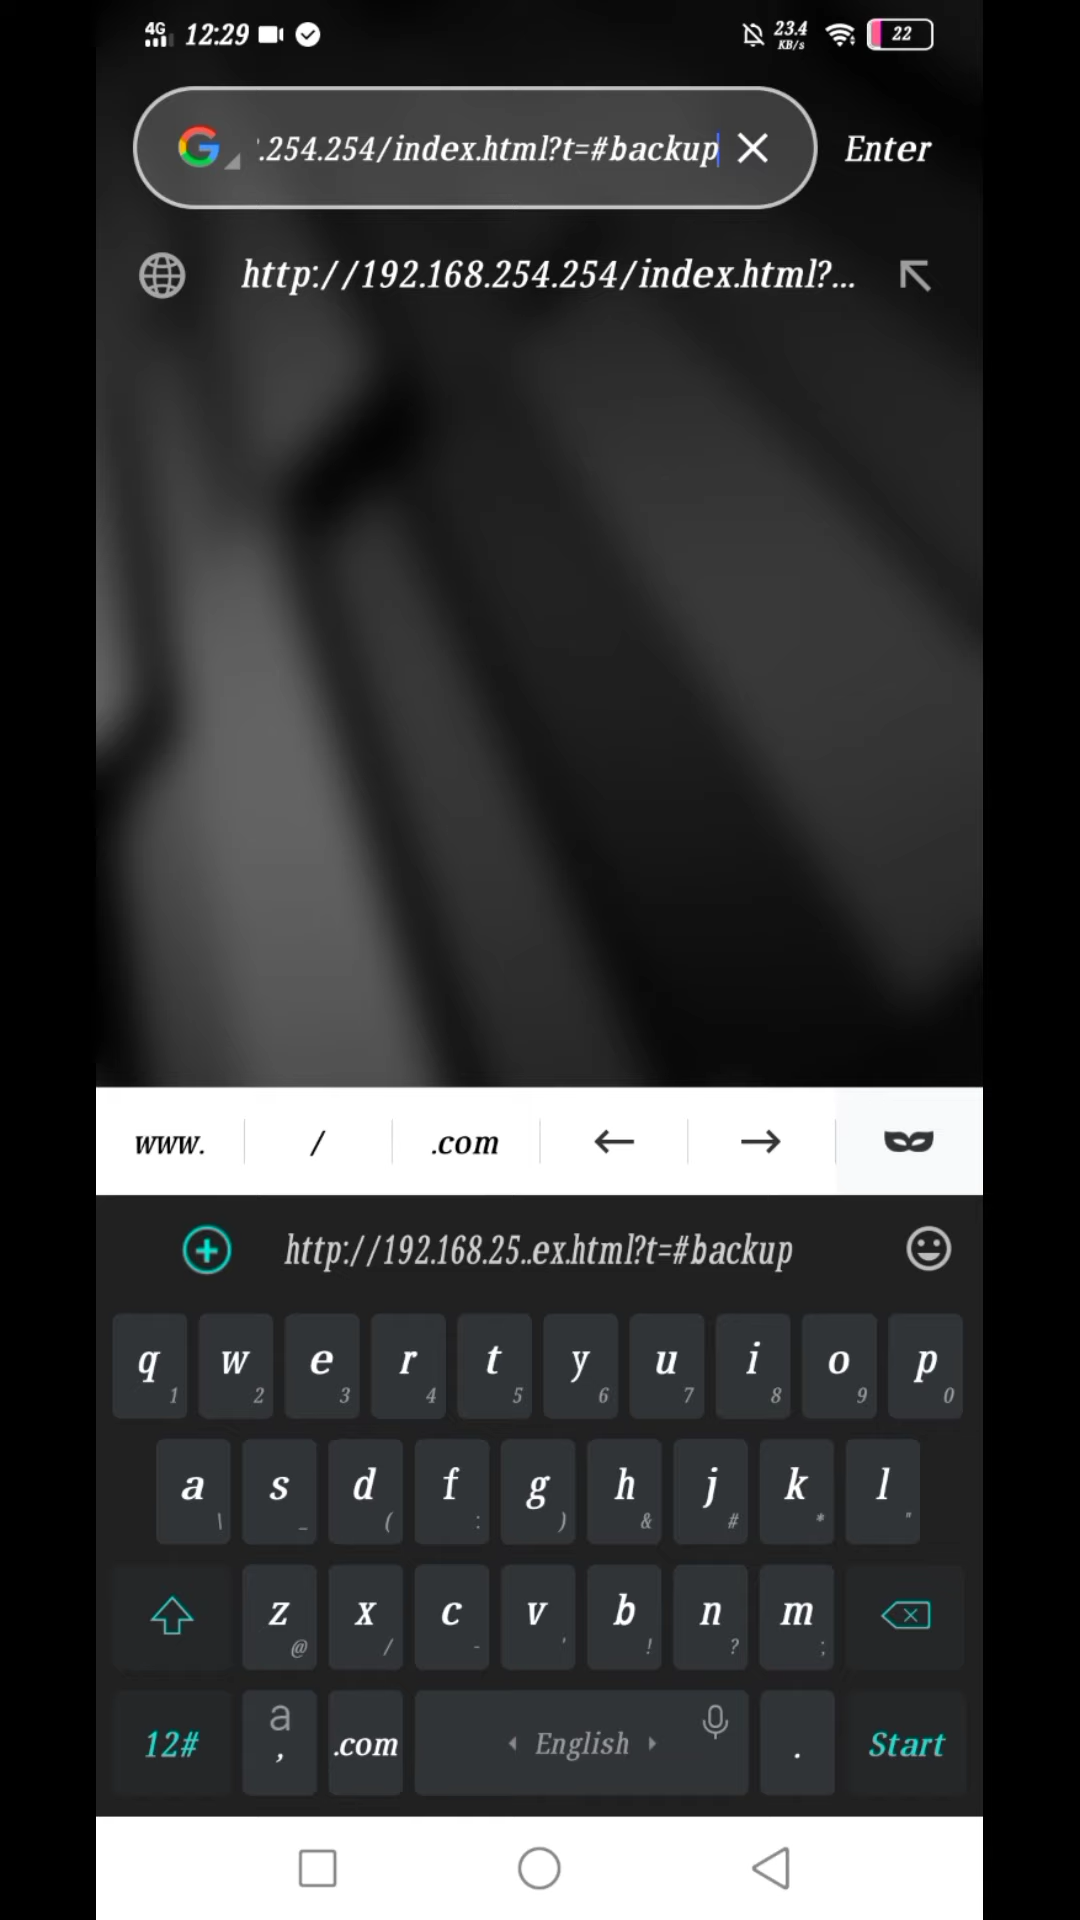 4G 12:29 23.4 KB/s 22
.254.254/index.html?t=#backup Enter
http://192.168.254.254/index.html?...
www. / .com
http://192.168.25..ex.html?t=#backup
q 1 w 2 e 3 r 4 t 5 y 6 u 7 i 8 o 9 p 0
a \ s _ d ( f : g ) h & j # k * l "
z @ x / c - v ' b ! n ? m ;
12# a , .com English . Start